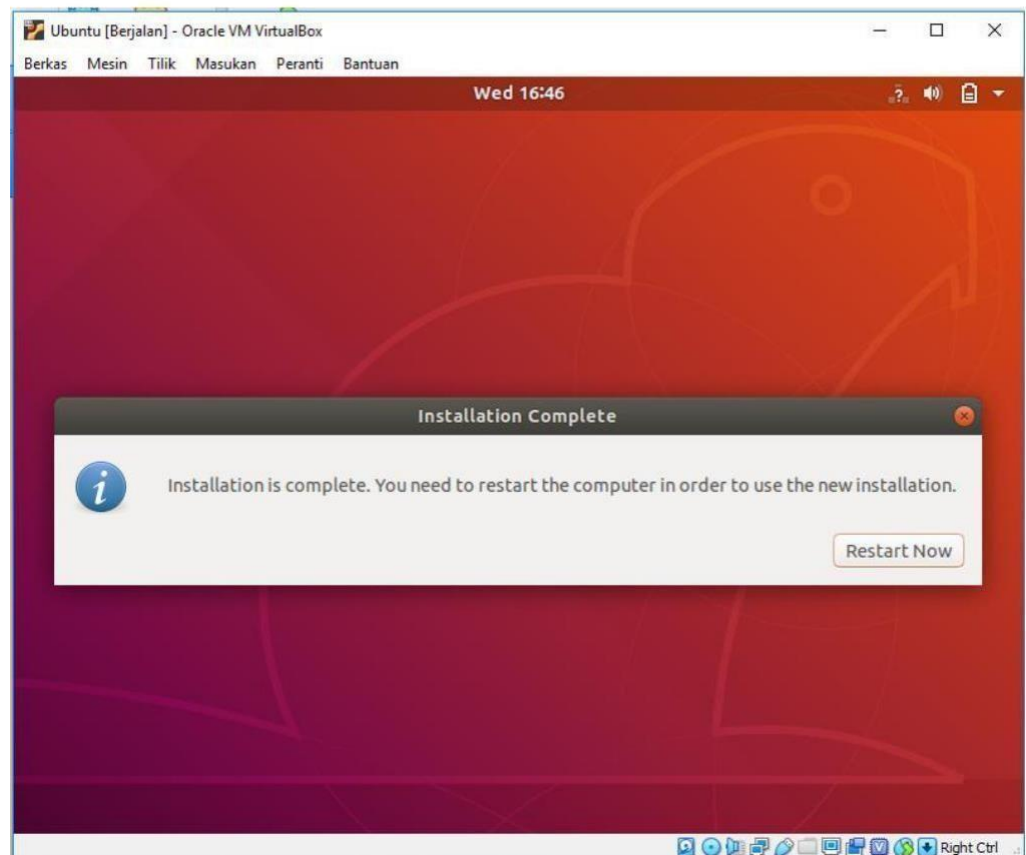 Ubuntu [Berjalan] - Oracle VM VirtualBox
Berkas Mesin Tilik Masukan Peranti Bantuan
Wed 16:46
Installation Complete
Installation is complete. You need to restart the computer in order to use the new installation.
Restart Now
Right Ctrl